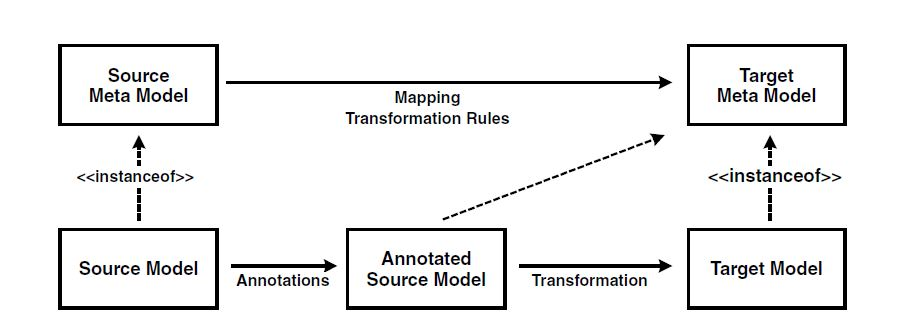 Source
Meta Model
Target
Meta Model
Mapping
Transformation Rules
<<instanceof>>
<<instanceof>>
Source Model
Annotations
Annotated
Source Model
Transformation
Target Model